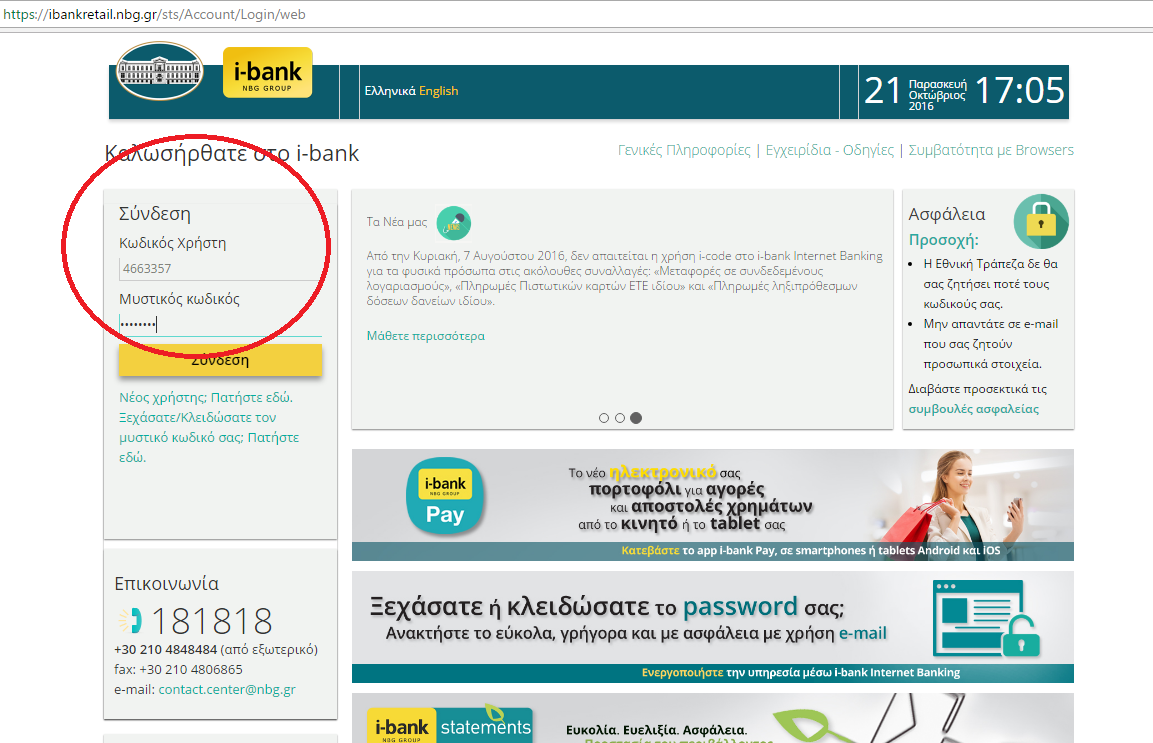 https://ibankretail.nbg.gr/sts/Account/Login/web
i-bank
NBG GROUP
Ελληνικά English
21 Παρασκευή
Οκτώβριος
2016
17:05
Καλωσήρθατε στο i-bank
Γενικές Πληροφορίες | Εγχειρίδια - Οδηγίες | Συμβατότητα με Browsers
Σύνδεση
Κωδικός Χρήστη
4663357
Μυστικός κωδικός
••••••••
Σύνδεση
Νέος χρήστης; Πατήστε εδώ.
Ξεχάσατε/Κλειδώσατε τον
μυστικό κωδικό σας; Πατήστε
εδώ.
Τα Νέα μας
NEWS
Από την Κυριακή, 7 Αυγούστου 2016, δεν απαιτείται η χρήση i-code στο i-bank Internet Banking
για τα φυσικά πρόσωπα στις ακόλουθες συναλλαγές: «Μεταφορές σε συνδεδεμένους
λογαριασμούς», «Πληρωμές Πιστωτικών καρτών ΕΤΕ ιδίου» και «Πληρωμές ληξιπρόθεσμων
δόσεων δανείων ιδίου».
Μάθετε περισσότερα
Ασφάλεια
Προσοχή:
• Η Εθνική Τράπεζα δε θα
σας ζητήσει ποτέ τους
κωδικούς σας.
• Μην απαντάτε σε e-mail
που σας ζητούν
προσωπικά στοιχεία.
Διαβάστε προσεκτικά τις
συμβουλές ασφαλείας
i-bank
NBG GROUP
Pay
Το νέο ηλεκτρονικό σας
πορτοφόλι για αγορές
και αποστολές χρημάτων
από το κινητό ή το tablet σας
Κατεβάστε το app i-bank Pay, σε smartphones ή tablets Android και iOS
Επικοινωνία
181818
+30 210 4848484 (από εξωτερικό)
fax: +30 210 4806865
e-mail: contact.center@nbg.gr
Ξεχάσατε ή κλειδώσατε το password σας;
Ανακτήστε το εύκολα, γρήγορα και με ασφάλεια με χρήση e-mail
Ενεργοποιήστε την υπηρεσία μέσω i-bank Internet Banking
i-bank
NBG GROUP
statements
Ευκολία. Ευελιξία. Ασφάλεια.
Προστασία του περιβάλλοντος